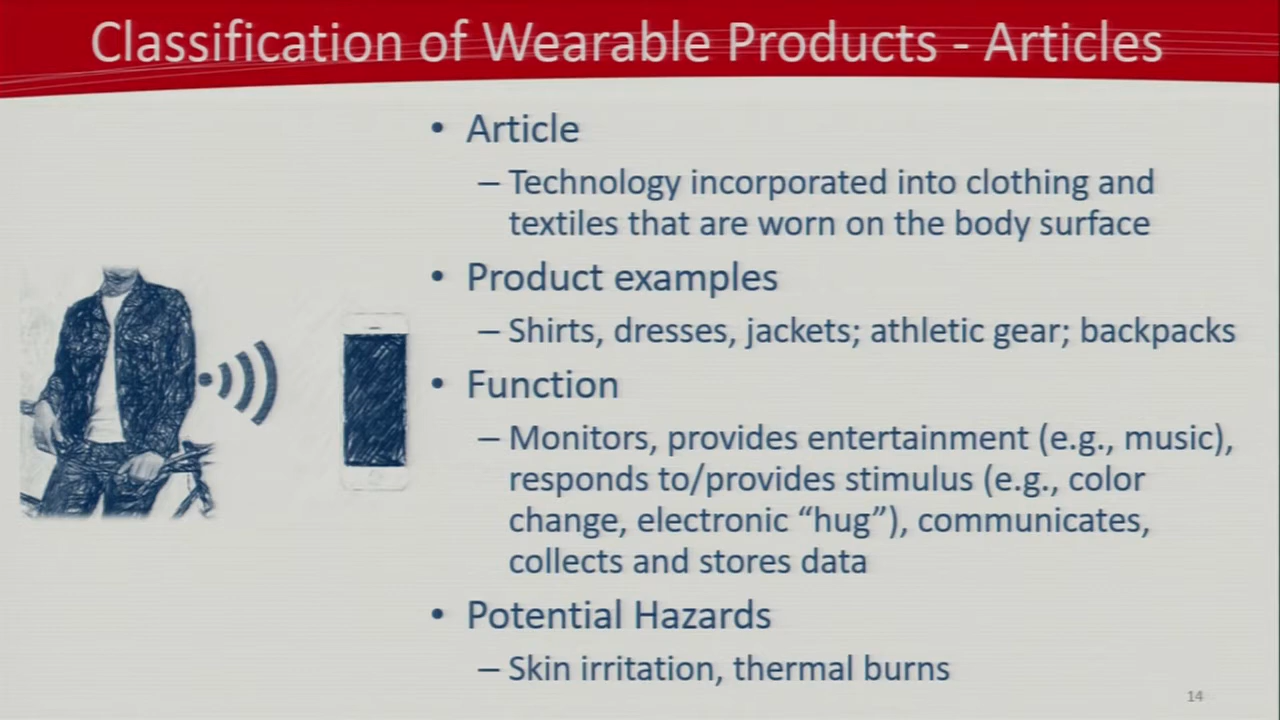 Classification of Wearable Products - Articles
• Article
– Technology incorporated into clothing and
textiles that are worn on the body surface
• Product examples
– Shirts, dresses, jackets; athletic gear; backpacks
• Function
– Monitors, provides entertainment (e.g., music),
responds to/provides stimulus (e.g., color
change, electronic “hug”), communicates,
collects and stores data
• Potential Hazards
– Skin irritation, thermal burns
14